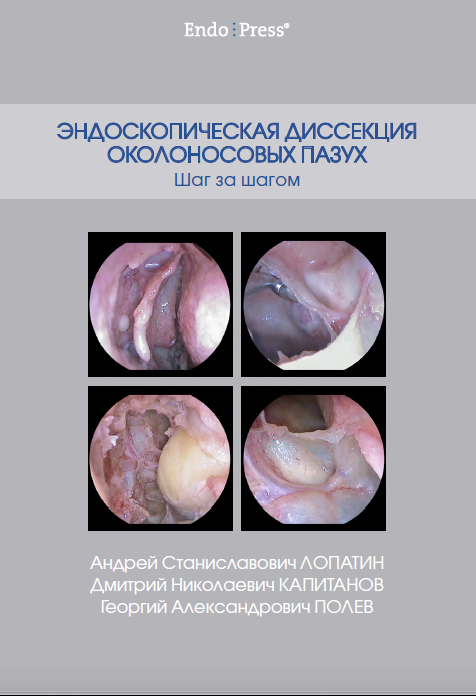 Endo Press®
ЭНДОСКОПИЧЕСКАЯ ДИССЕКЦИЯ
ОКОЛОНОСОВЫХ ПАЗУХ
Шаг за шагом
Андрей Станиславович ЛОПАТИН
Дмитрий Николаевич КАПИТАНОВ
Георгий Александрович ПОЛЕВ